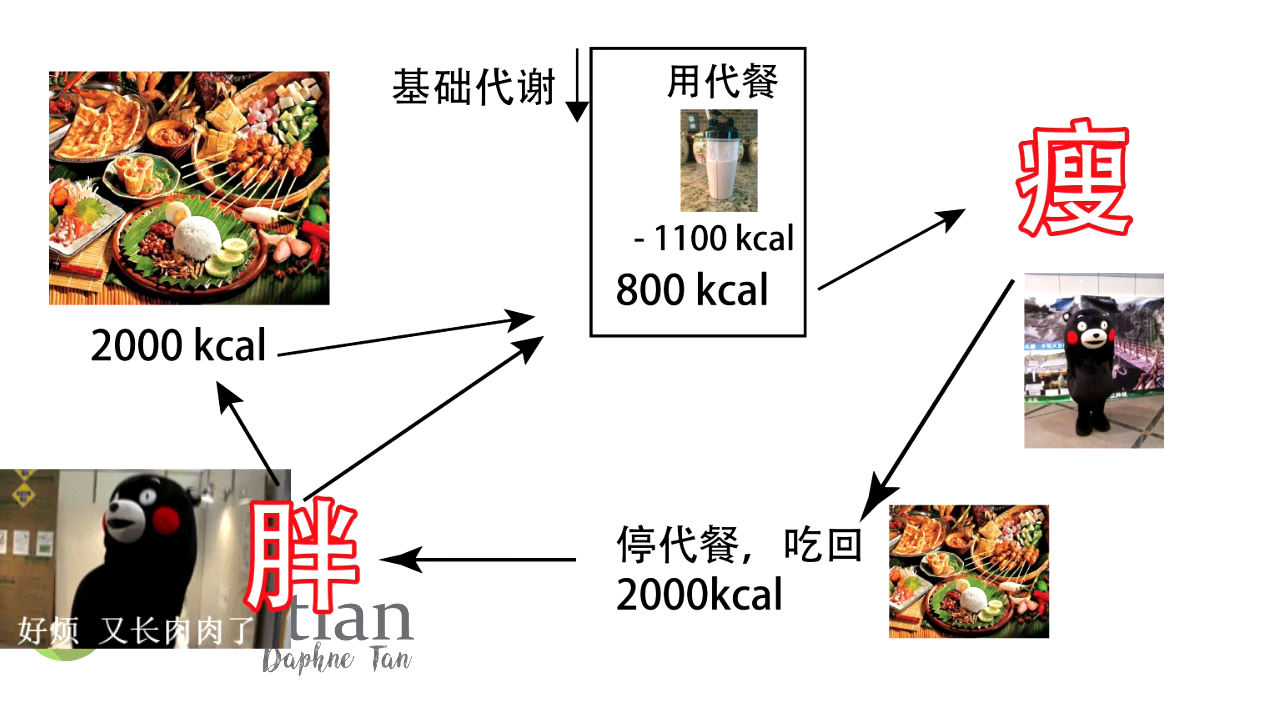 基础代谢
用代餐
- 1100 kcal
800 kcal
瘦
2000 kcal
停代餐，吃回
2000kcal
胖
好烦 又长肉肉了
tian
Daphne Tan